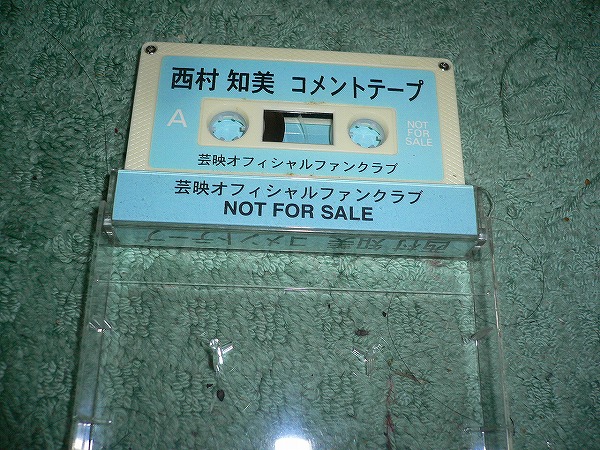 西村 知美 コメントテープ
A
NOT
FOR
SALE
芸映オフィシャルファンクラブ
芸映オフィシャルファンクラブ
NOT FOR SALE
西村 知美 コメントテープ